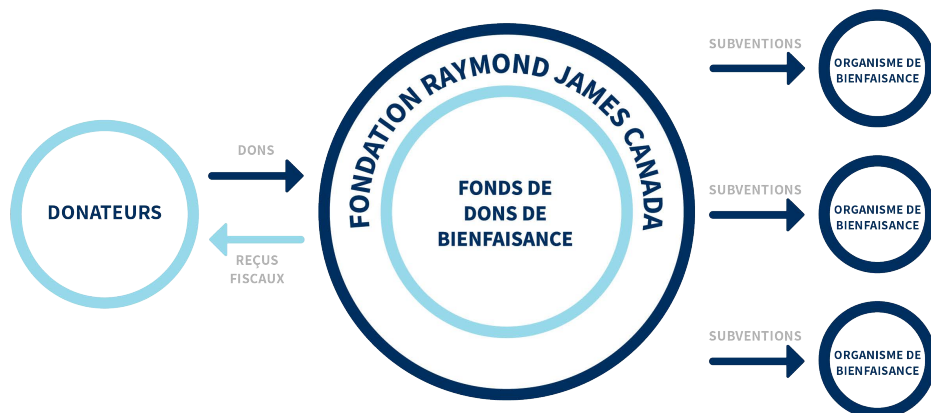 DONATEURS
DONS
REÇUS
FISCAUX
FONDATION RAYMOND JAMES CANADA
FONDS DE
DONS DE
BIENFAISANCE
SUBVENTIONS
ORGANISME DE
BIENFAISANCE
SUBVENTIONS
ORGANISME DE
BIENFAISANCE
SUBVENTIONS
ORGANISME DE
BIENFAISANCE